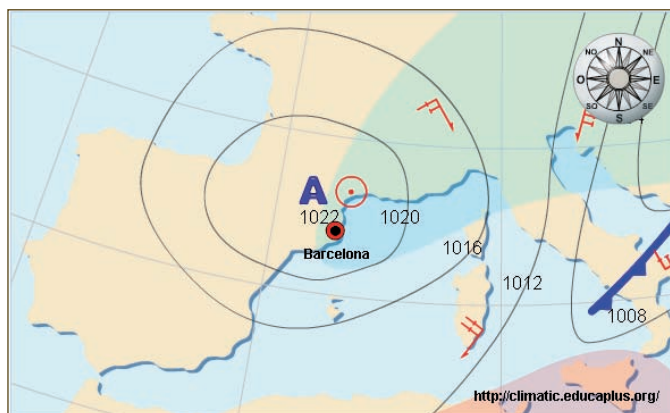 N
NO
NE
O
E
SO
SE
S
A
1022
1020
Barcelona
1016
1012
1008
http://climatic.educaplus.org/